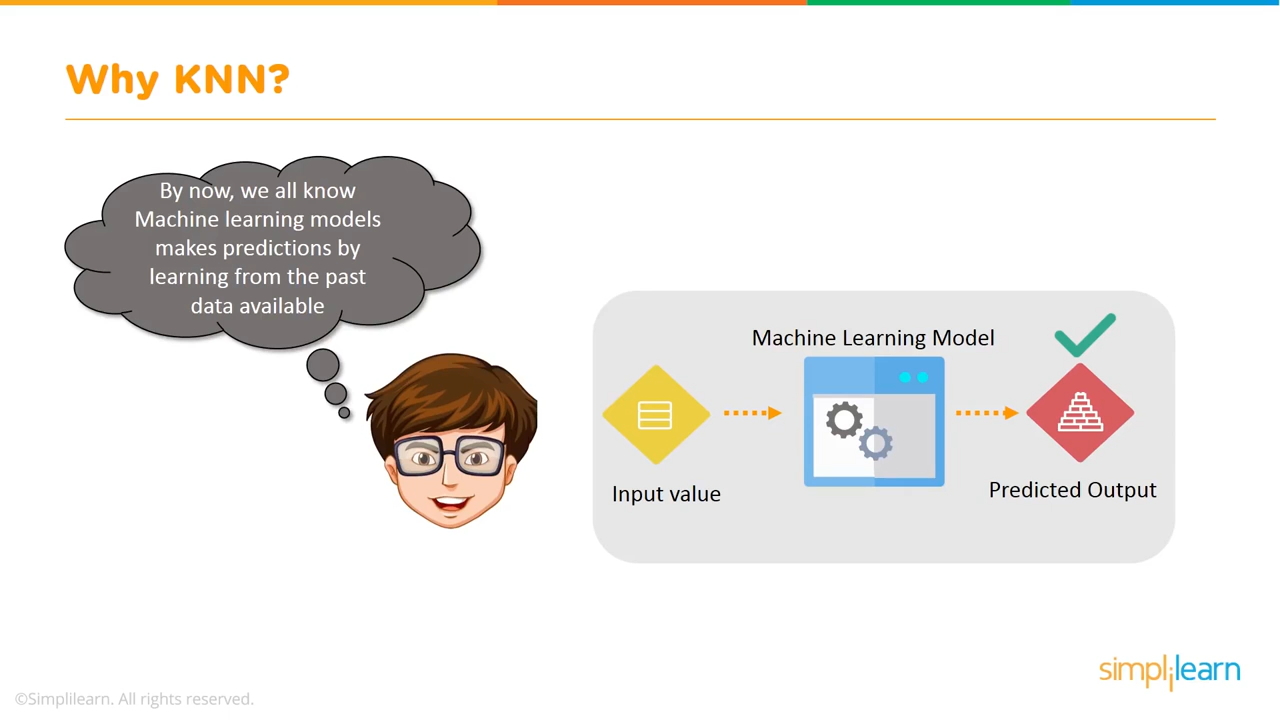 Why KNN?
By now, we all know
Machine learning models
makes predictions by
learning from the past
data available
Machine Learning Model
Input value
Predicted Output
simplilearn
©Simplilearn. All rights reserved.